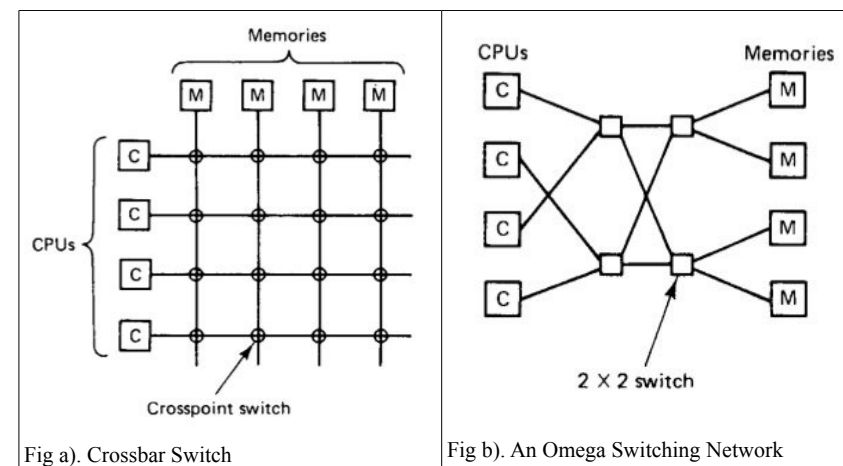 Memories
M M M M
C
C
CPUs
C
C
Crosspoint switch
Fig a). Crossbar Switch
CPUs Memories
C M
C M
C M
C M
2 X 2 switch
Fig b). An Omega Switching Network